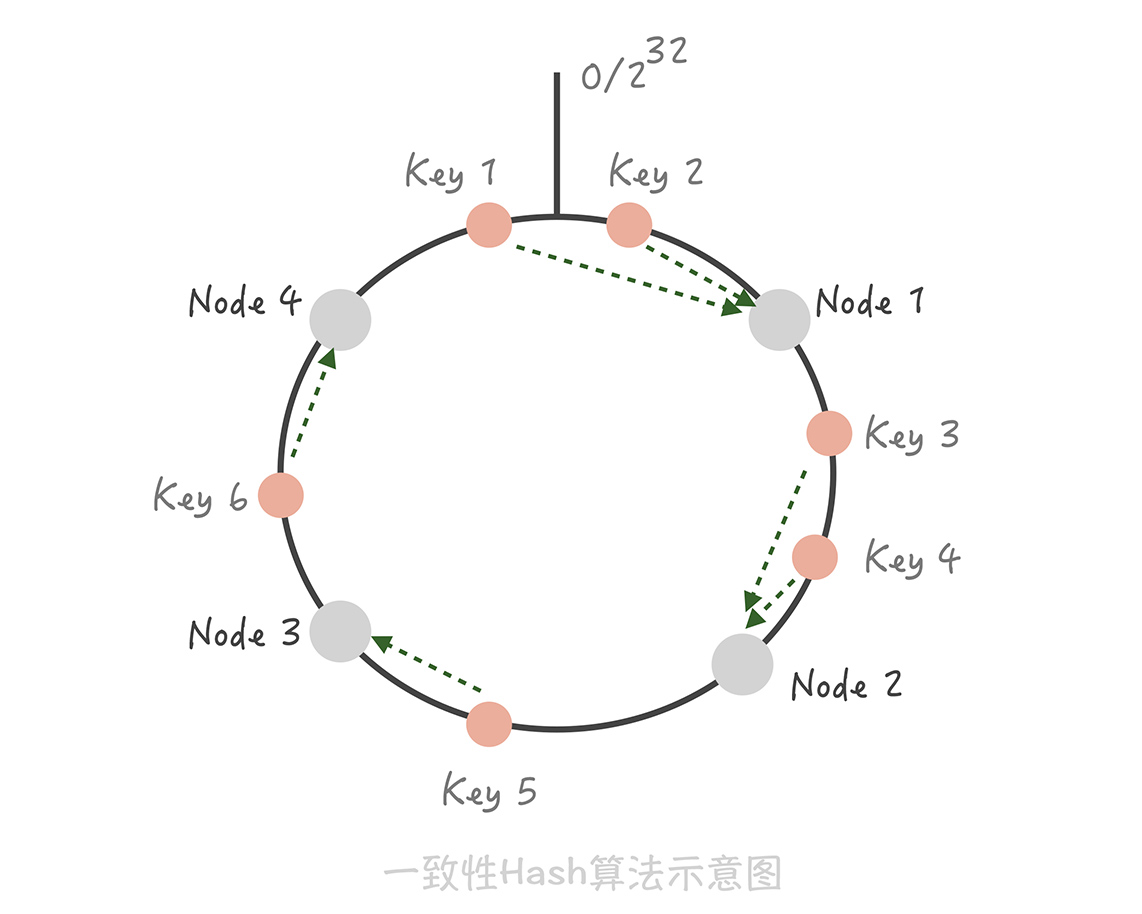 0/2³²
Key 1
Key 2
Node 4
Node 1
Key 3
Key 6
Key 4
Node 3
Node 2
Key 5
一致性Hash算法示意图